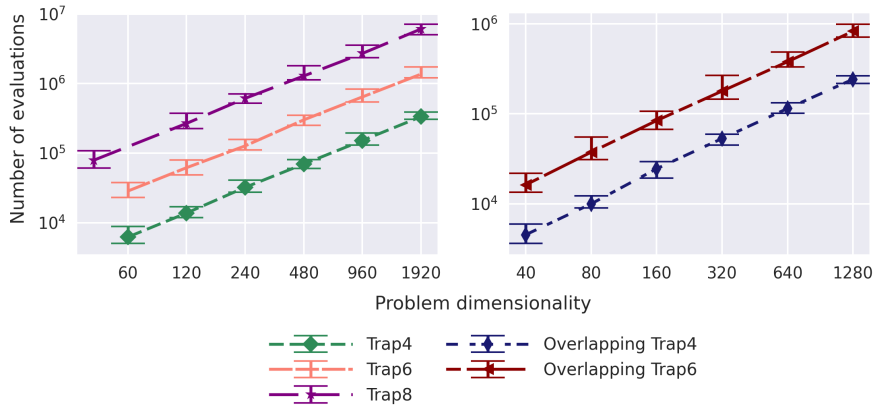 Number of evaluations
10^7
10^6
10^5
10^4
60 120 240 480 960 1920
10^6
10^5
10^4
40 80 160 320 640 1280
Problem dimensionality
Trap4
Trap6
Trap8
Overlapping Trap4
Overlapping Trap6